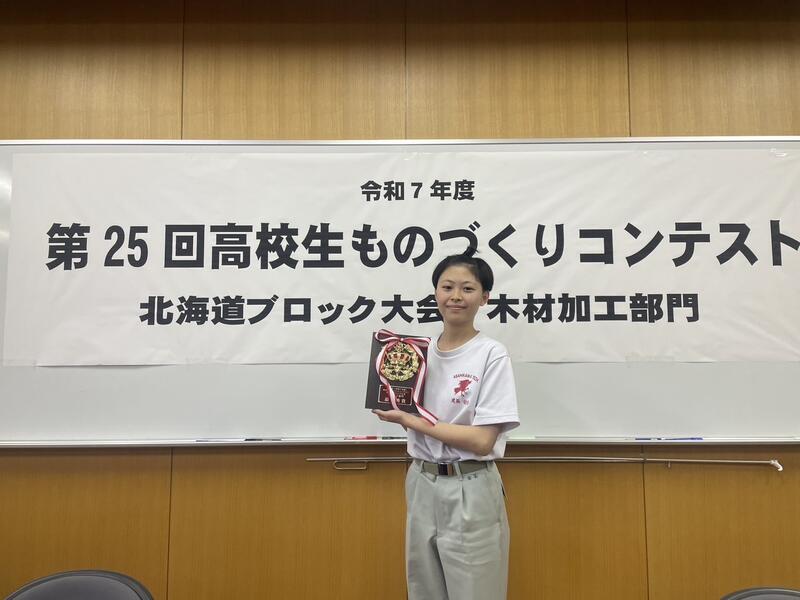 令和7年度
第25回高校生ものづくりコンテスト
北海道ブロック大会 木材加工部門